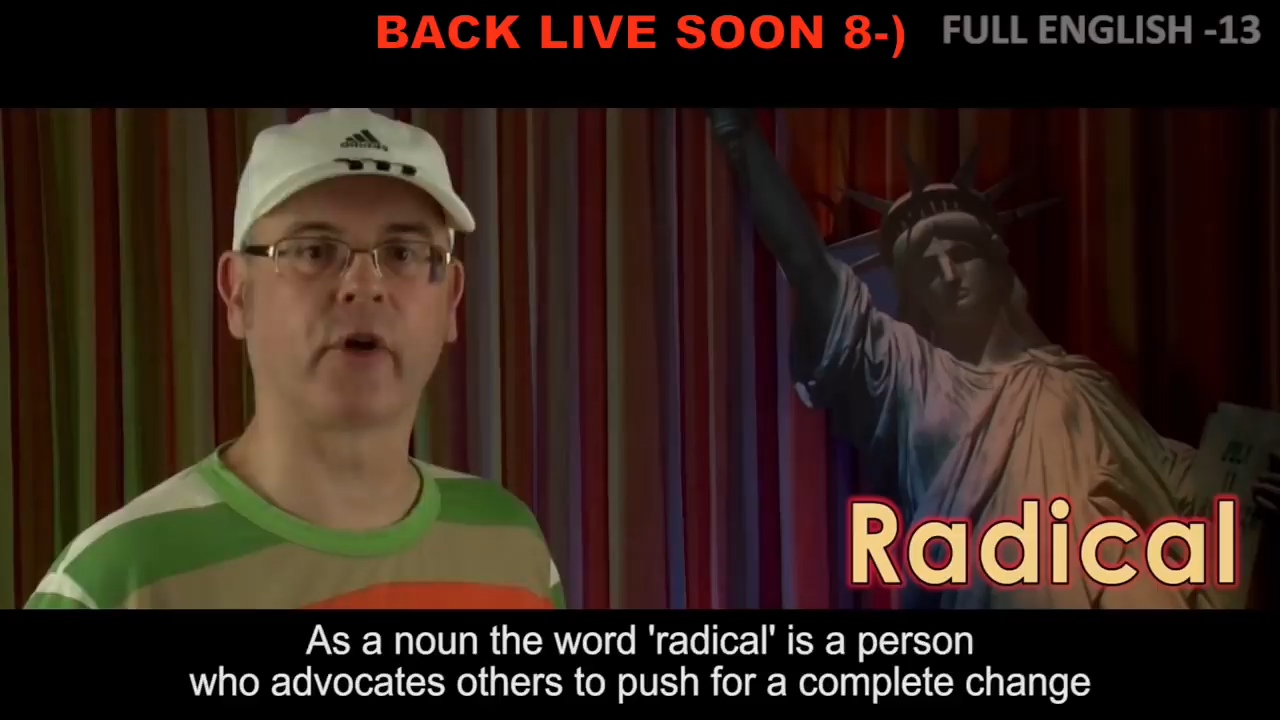 BACK LIVE SOON 8-)
FULL ENGLISH -13
adidas
Radical
As a noun the word 'radical' is a person
who advocates others to push for a complete change